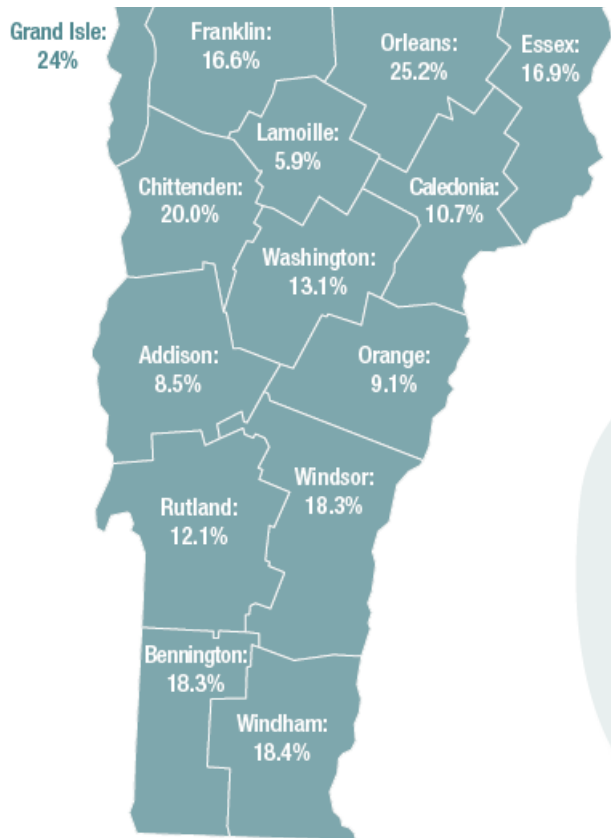 Grand Isle:
24%
Franklin:
16.6%
Orleans:
25.2%
Essex:
16.9%
Lamoille:
5.9%
Chittenden:
20.0%
Caledonia:
10.7%
Washington:
13.1%
Addison:
8.5%
Orange:
9.1%
Windsor:
18.3%
Rutland:
12.1%
Bennington:
18.3%
Windham:
18.4%